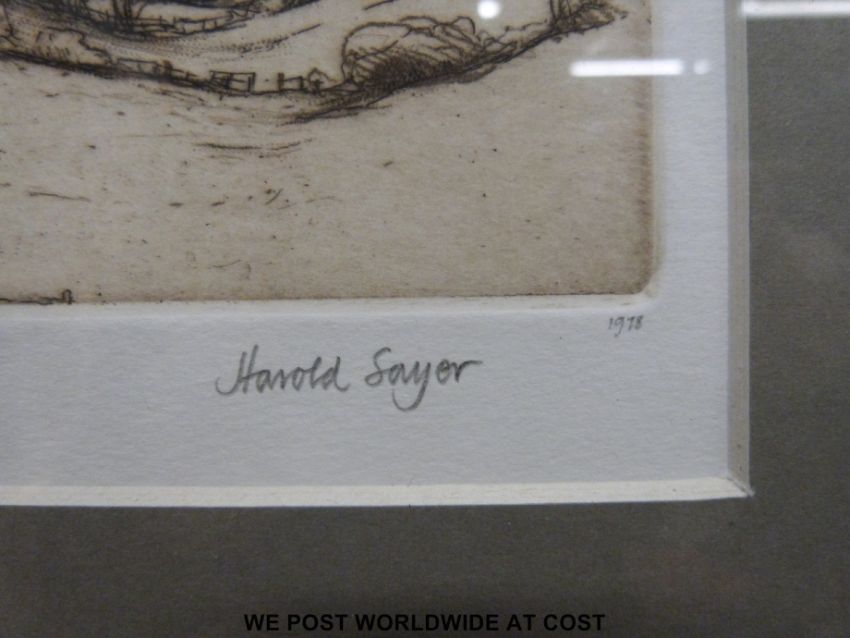 1978
Harold Sayer
WE POST WORLDWIDE AT COST